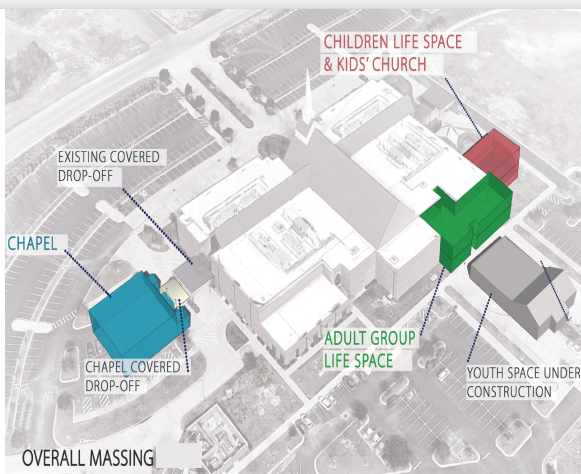 CHILDREN LIFE SPACE
& KIDS' CHURCH
EXISTING COVERED
DROP-OFF
CHAPEL
CHAPEL COVERED
DROP-OFF
ADULT GROUP
LIFE SPACE
YOUTH SPACE UNDER
CONSTRUCTION
OVERALL MASSING